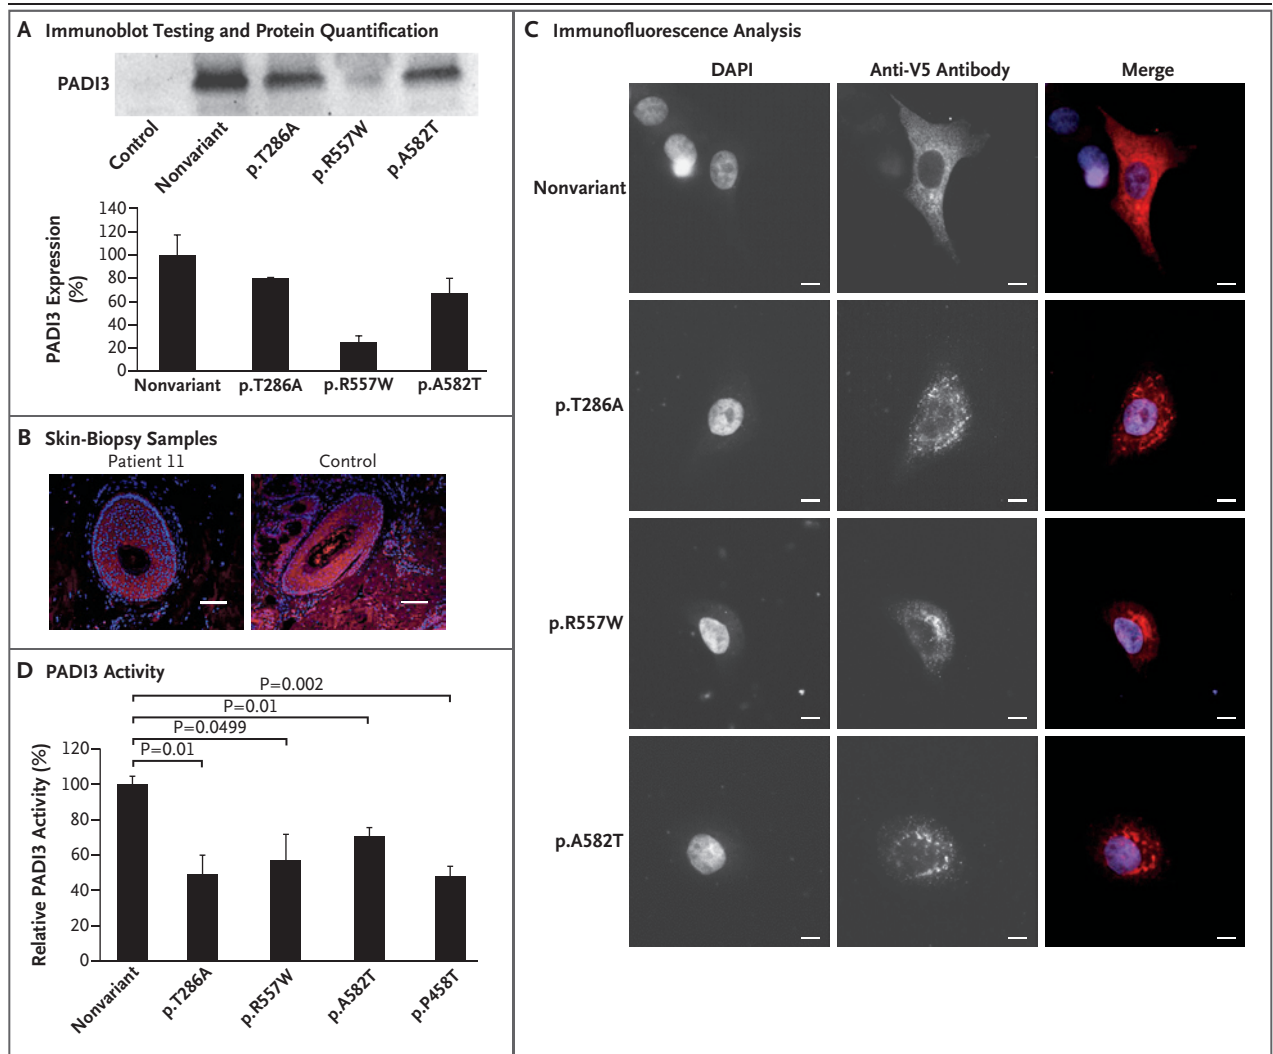 A Immunoblot Testing and Protein Quantification
PADI3
Control
Nonvariant
p.T286A
p.R557W
p.A582T
PADI3 Expression
(%)
140
120
100
80
60
40
20
0
Nonvariant p.T286A p.R557W p.A582T
B Skin-Biopsy Samples
Patient 11 Control
D PADI3 Activity
P=0.002
P=0.01
P=0.0499
P=0.01
Relative PADI3 Activity (%)
120
100
80
60
40
20
0
Nonvariant
p.T286A
p.R557W
p.A582T
p.P458T
C Immunofluorescence Analysis
DAPI Anti-V5 Antibody Merge
Nonvariant
p.T286A
p.R557W
p.A582T